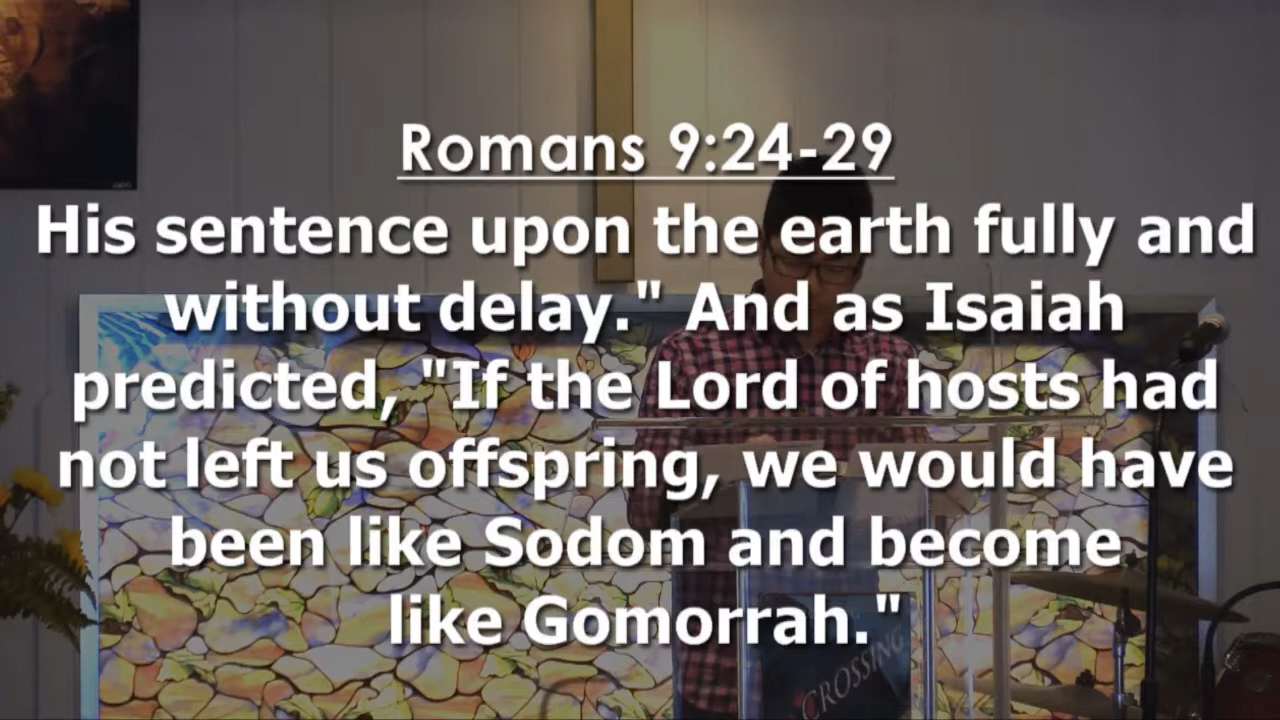 Romans 9:24-29
His sentence upon the earth fully and
without delay." And as Isaiah
predicted, "If the Lord of hosts had
not left us offspring, we would have
been like Sodom and become
like Gomorrah."
CROSSING